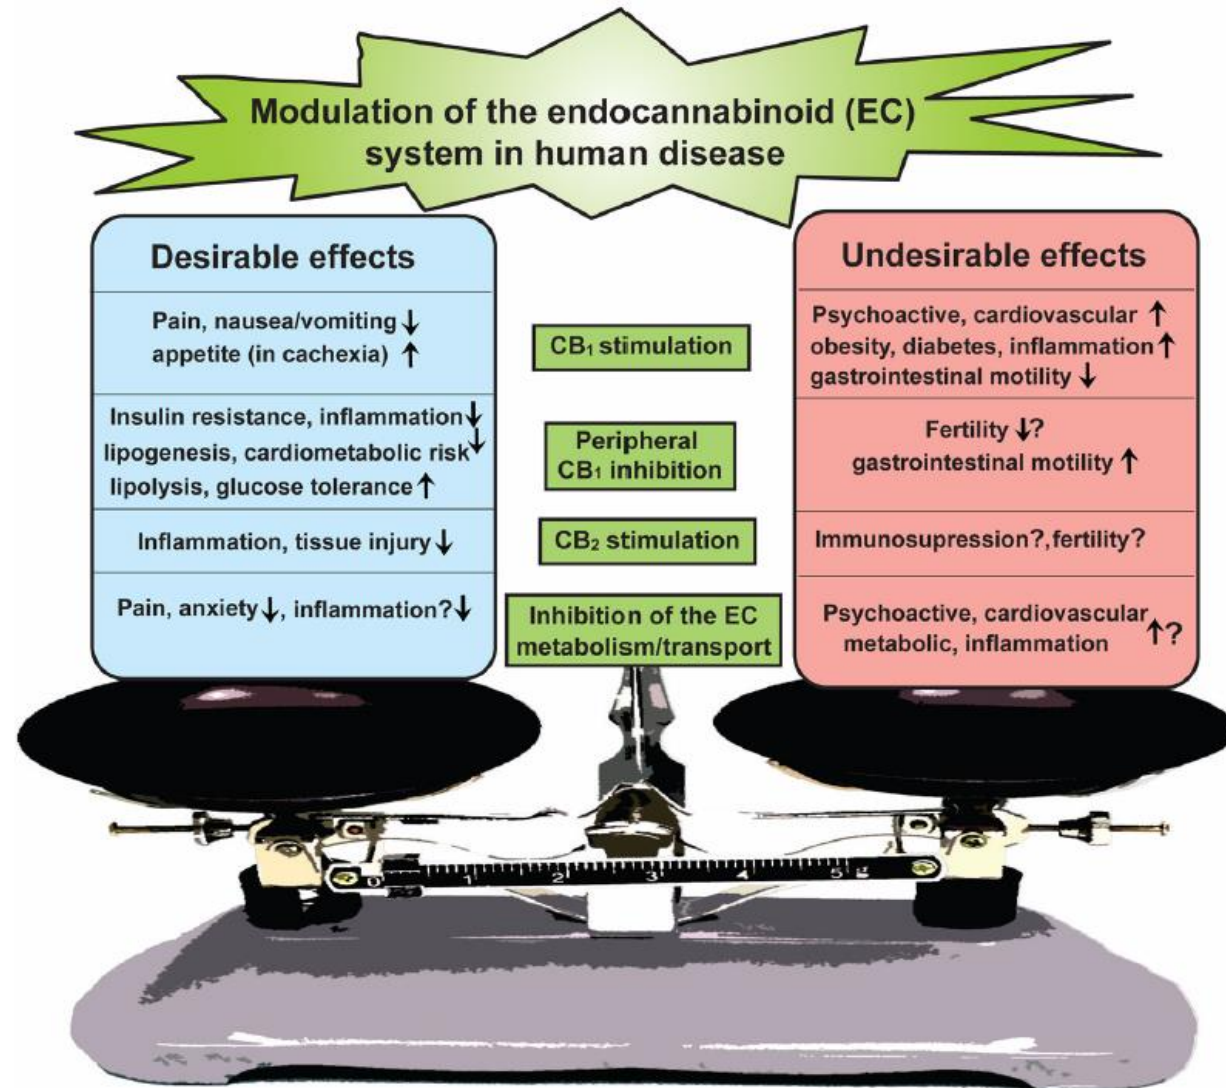 Modulation of the endocannabinoid (EC)
system in human disease
Desirable effects
Pain, nausea/vomiting ↓
appetite (in cachexia) ↑
Insulin resistance, inflammation ↓
lipogenesis, cardiometabolic risk ↓
lipolysis, glucose tolerance ↑
Inflammation, tissue injury ↓
Pain, anxiety ↓, inflammation? ↓
CB₁ stimulation
Peripheral
CB₁ inhibition
CB₂ stimulation
Inhibition of the EC
metabolism/transport
Undesirable effects
Psychoactive, cardiovascular ↑
obesity, diabetes, inflammation ↑
gastrointestinal motility ↓
Fertility ↓?
gastrointestinal motility ↑
Immunosupression?, fertility?
Psychoactive, cardiovascular
metabolic, inflammation ↑?
0 1 2 3 4 5 g